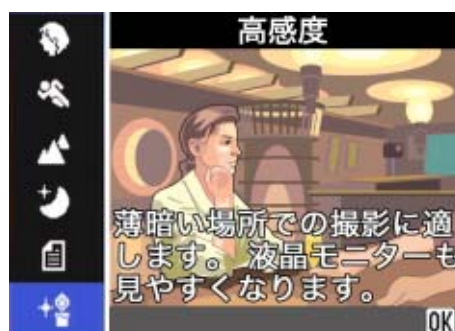 高感度
薄暗い場所での撮影に適
します。 液晶モニターも
見やすくなります。
OK